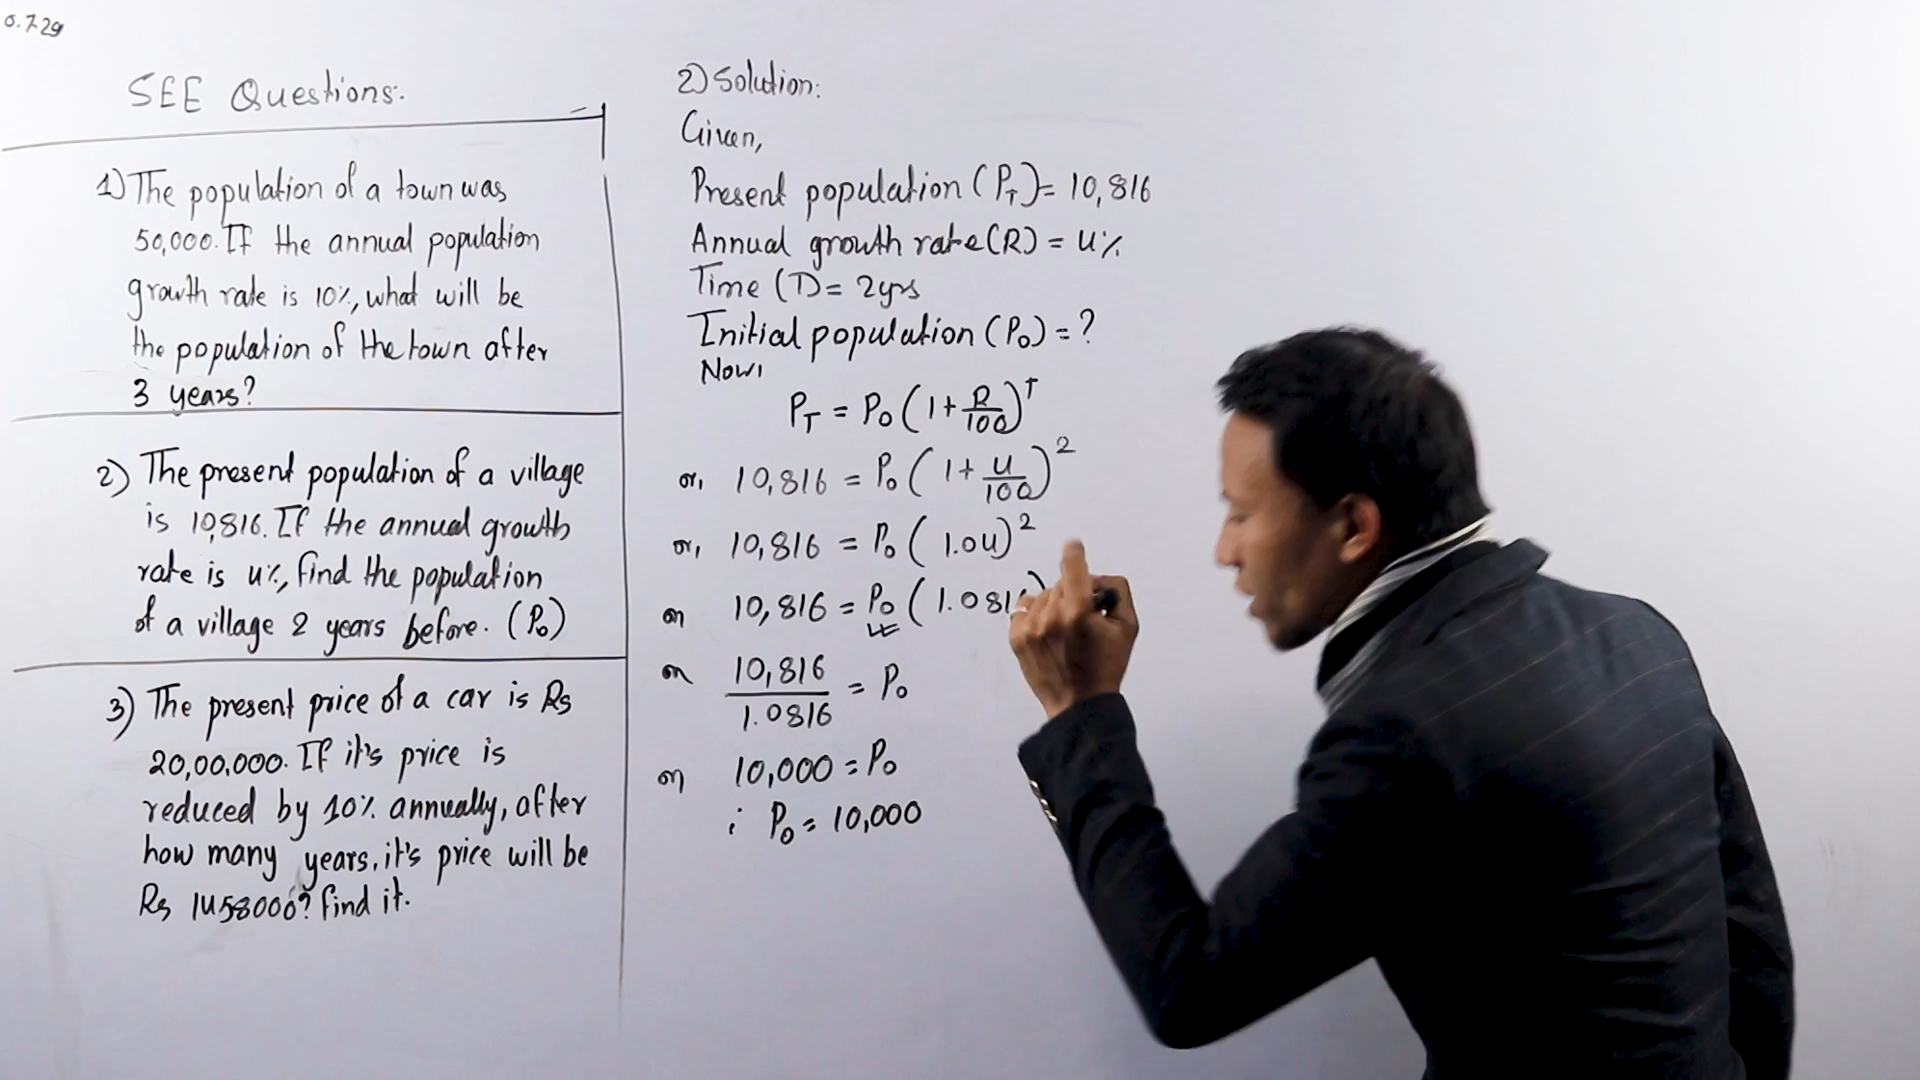 0.729
SEE Questions:
1) The population of a town was
50,000. If the annual population
growth rate is 10%, what will be
the population of the town after
3 years?
2) The present population of a village
is 10,816. If the annual growth
rate is 4%, find the population
of a village 2 years before. (P₀)
3) The present price of a car is Rs
20,00,000. If it's price is
reduced by 10% annually, after
how many years, it's price will be
Rs 1458000? find it.
2) Solution:
Given,
Present population (P_T) = 10,816
Annual growth rate (R) = 4%
Time (T) = 2yrs
Initial population (P₀) = ?
Now,
P_T = P₀ (1 + R/100)^T
or, 10,816 = P₀ (1 + 4/100)²
or, 10,816 = P₀ (1.04)²
or 10,816 = P₀ (1.081
or 10,816/1.0816 = P₀
or 10,000 = P₀
∴ P₀ = 10,000